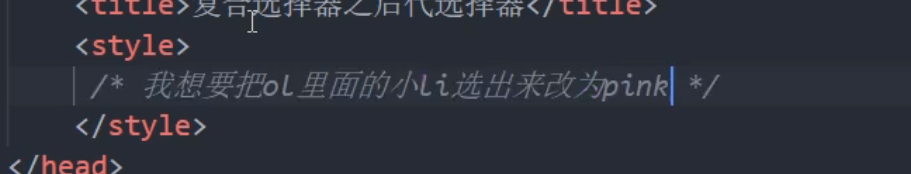 <title>复合选择器之后代选择器</title>
<style>
/* 我想要把ol里面的小li选出来改为pink */
</style>
</head>